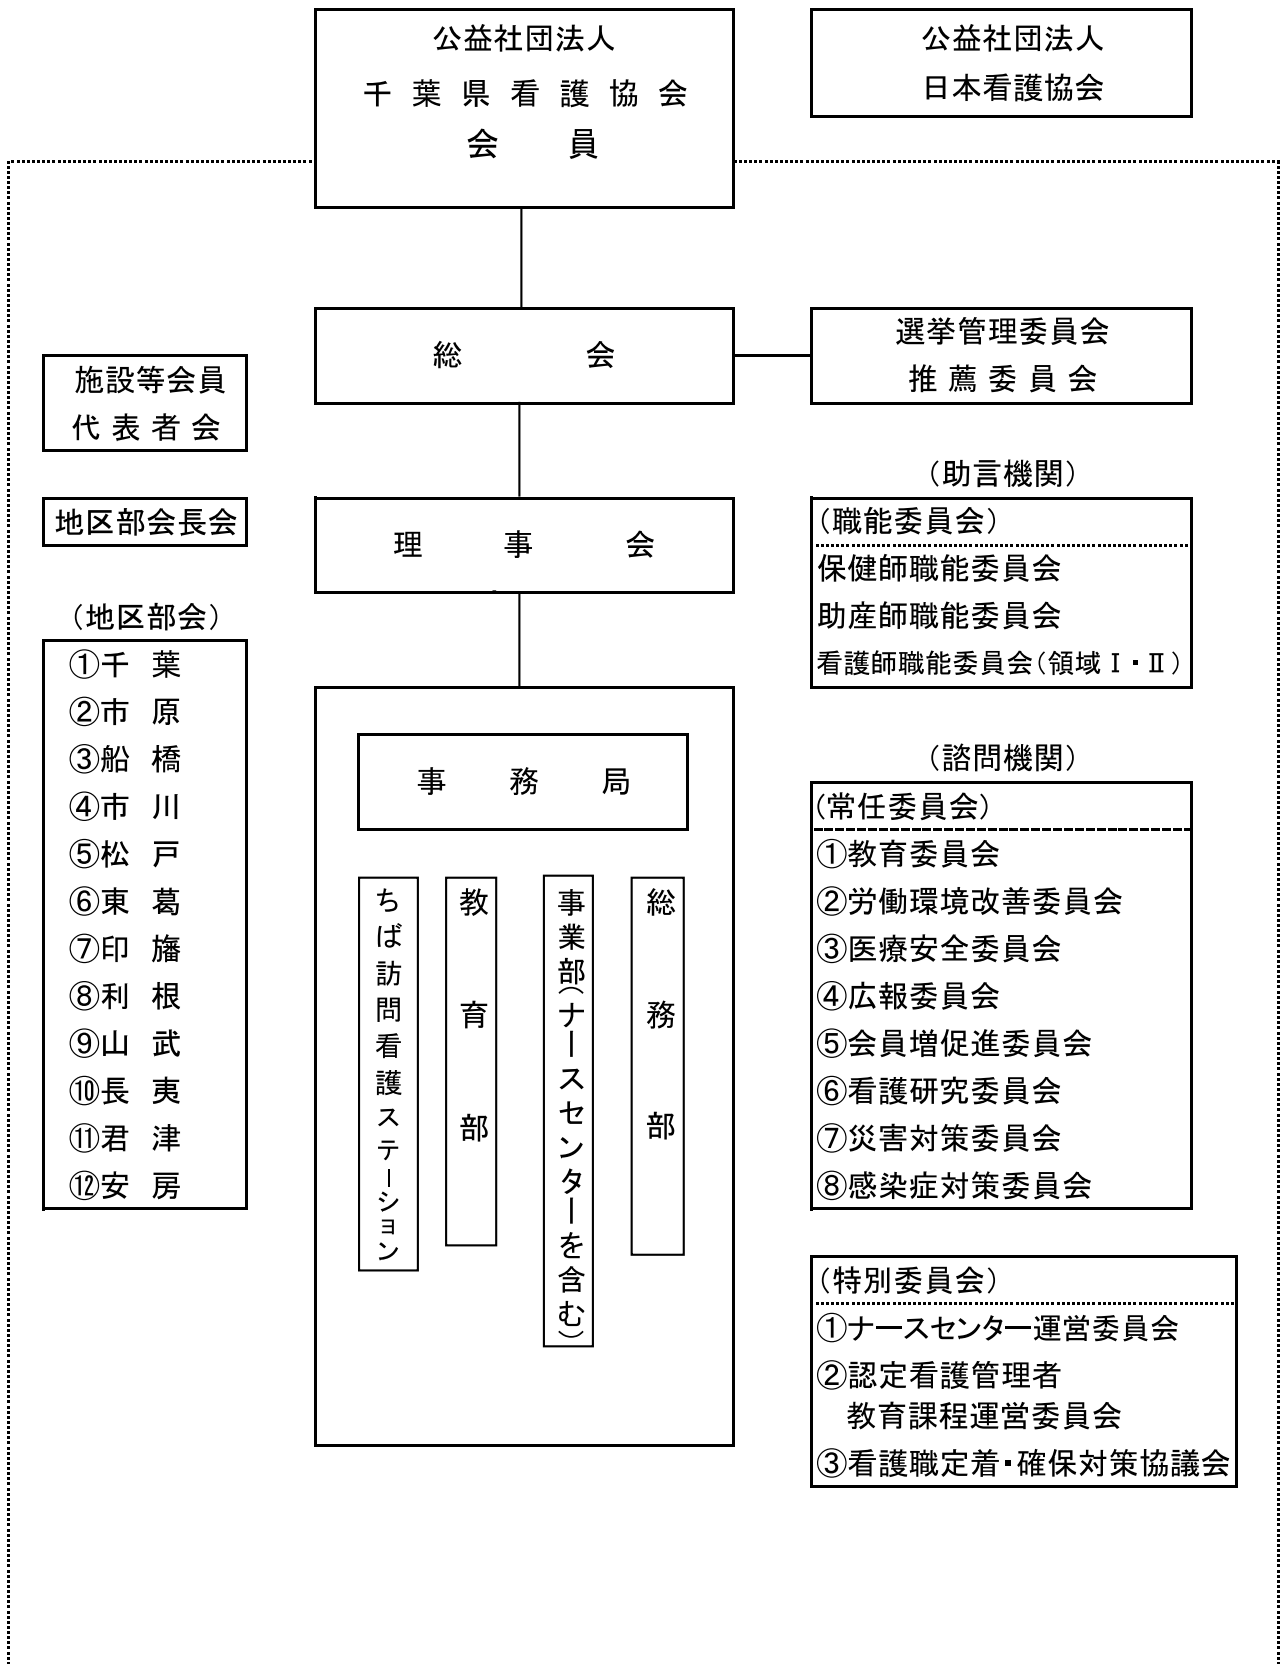 公益社団法人
千葉県看護協会
会員
公益社団法人
日本看護協会
総会
選挙管理委員会
推薦委員会
施設等会員
代表者会
地区部会長会
理事会
(助言機関)
(職能委員会)
保健師職能委員会
助産師職能委員会
看護師職能委員会(領域Ⅰ・Ⅱ)
(地区部会)
①千葉
②市原
③船橋
④市川
⑤松戸
⑥東葛
⑦印旛
⑧利根
⑨山武
⑩長夷
⑪君津
⑫安房
事務局
ちば訪問看護ステーション
教育部
事業部(ナースセンターを含む)
総務部
(諮問機関)
(常任委員会)
①教育委員会
②労働環境改善委員会
③医療安全委員会
④広報委員会
⑤会員増促進委員会
⑥看護研究委員会
⑦災害対策委員会
⑧感染症対策委員会
(特別委員会)
①ナースセンター運営委員会
②認定看護管理者
教育課程運営委員会
③看護職定着・確保対策協議会